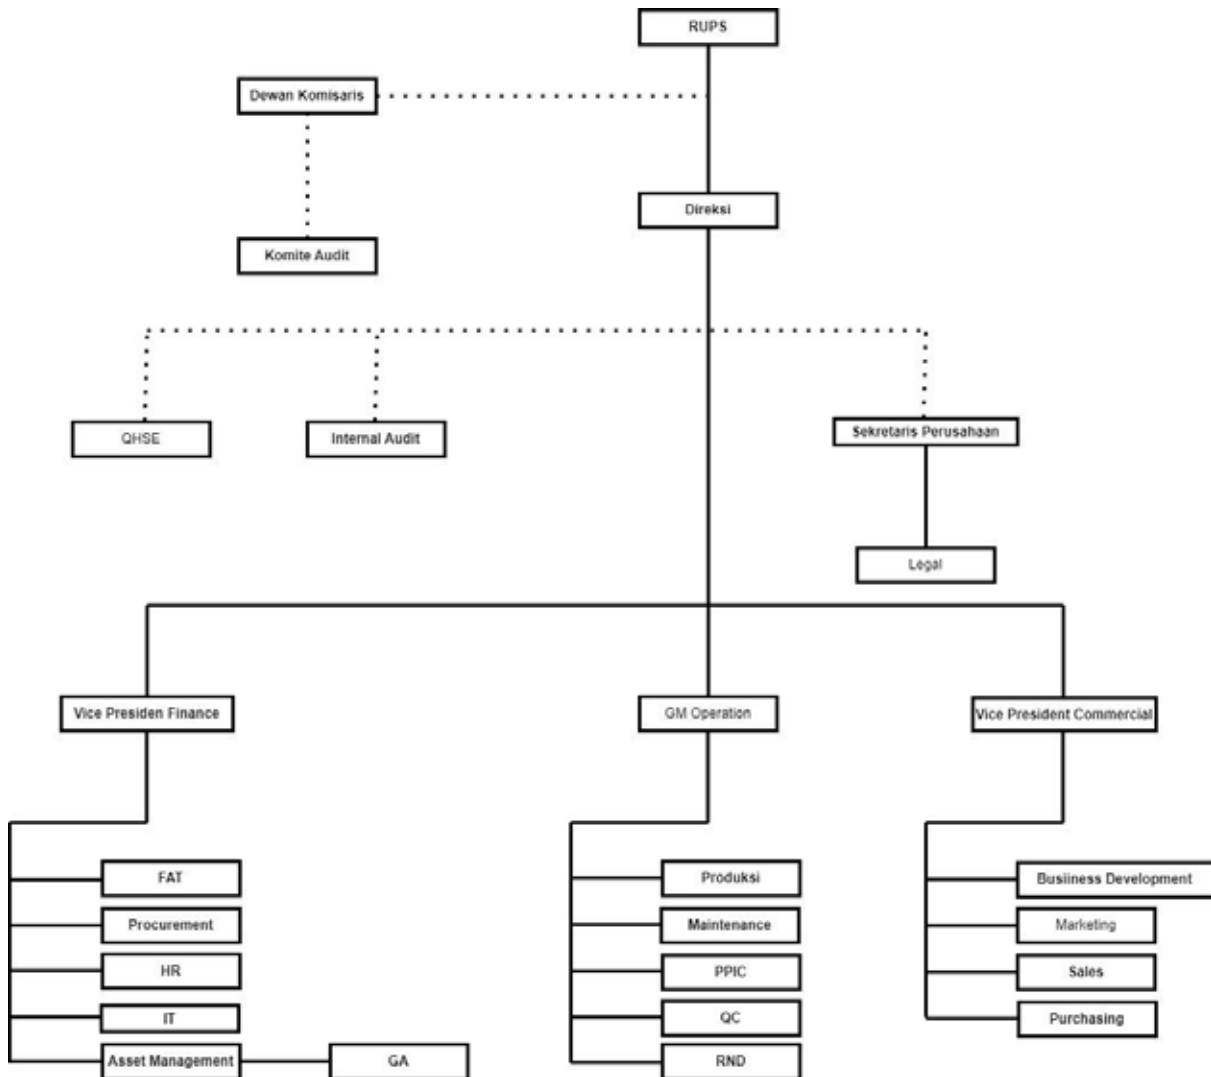 RUPS
Dewan Komisaris
Direksi
Komite Audit
QHSE
Internal Audit
Sekretaris Perusahaan
Legal
Vice Presiden Finance
GM Operation
Vice President Commercial
FAT
Procurement
HR
IT
Asset Management
GA
Produksi
Maintenance
PPIC
QC
RND
Busiiness Development
Marketing
Sales
Purchasing